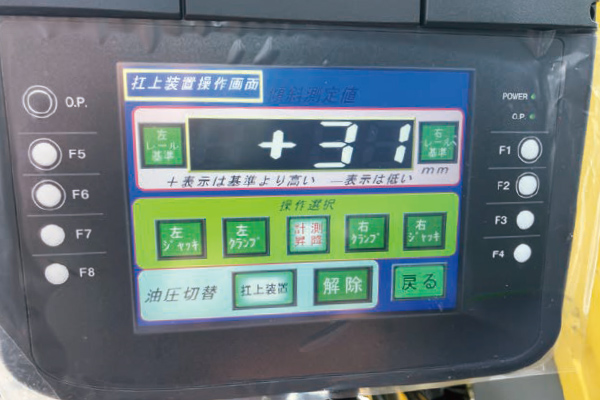 扛上装置操作画面
傾斜測定値
左
レール
基準
+31
右
レール
基準
mm
+表示は基準より高い —表示は低い
操作選択
左
ジャッキ
左
クランプ
計測
昇降
右
クランプ
右
ジャッキ
油圧切替
扛上装置
解除
戻る
O.P.
F5
F6
F7
F8
POWER
O.P.
F1
F2
F3
F4